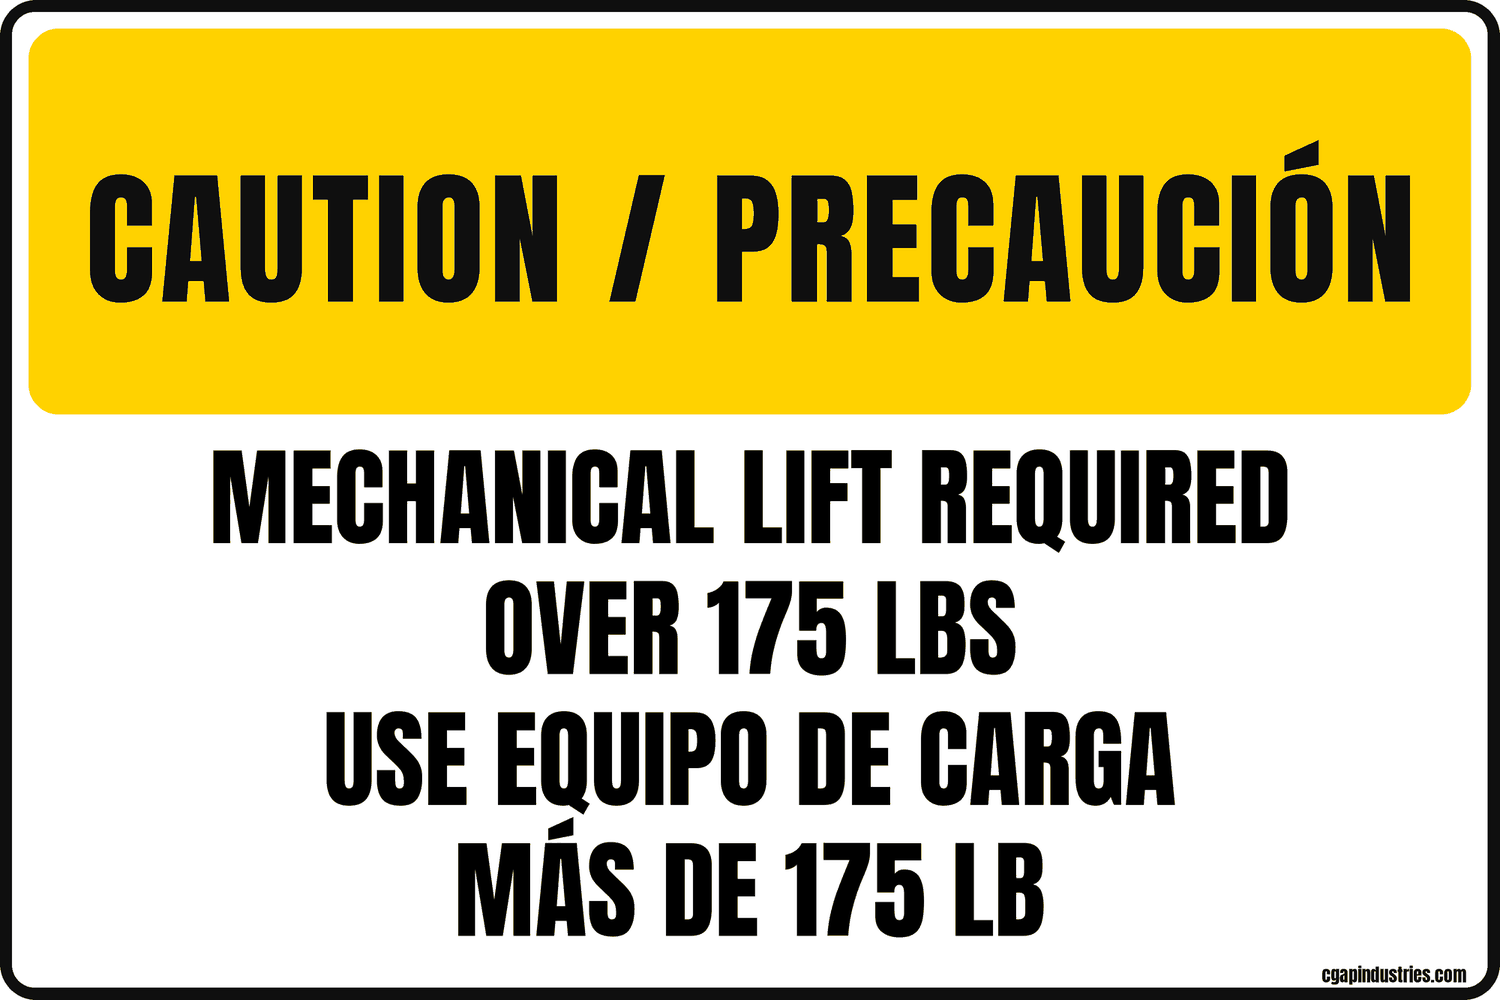 CAUTION / PRECAUCIÓN
MECHANICAL LIFT REQUIRED
OVER 175 LBS
USE EQUIPO DE CARGA
MÁS DE 175 LB
cgapindustries.com